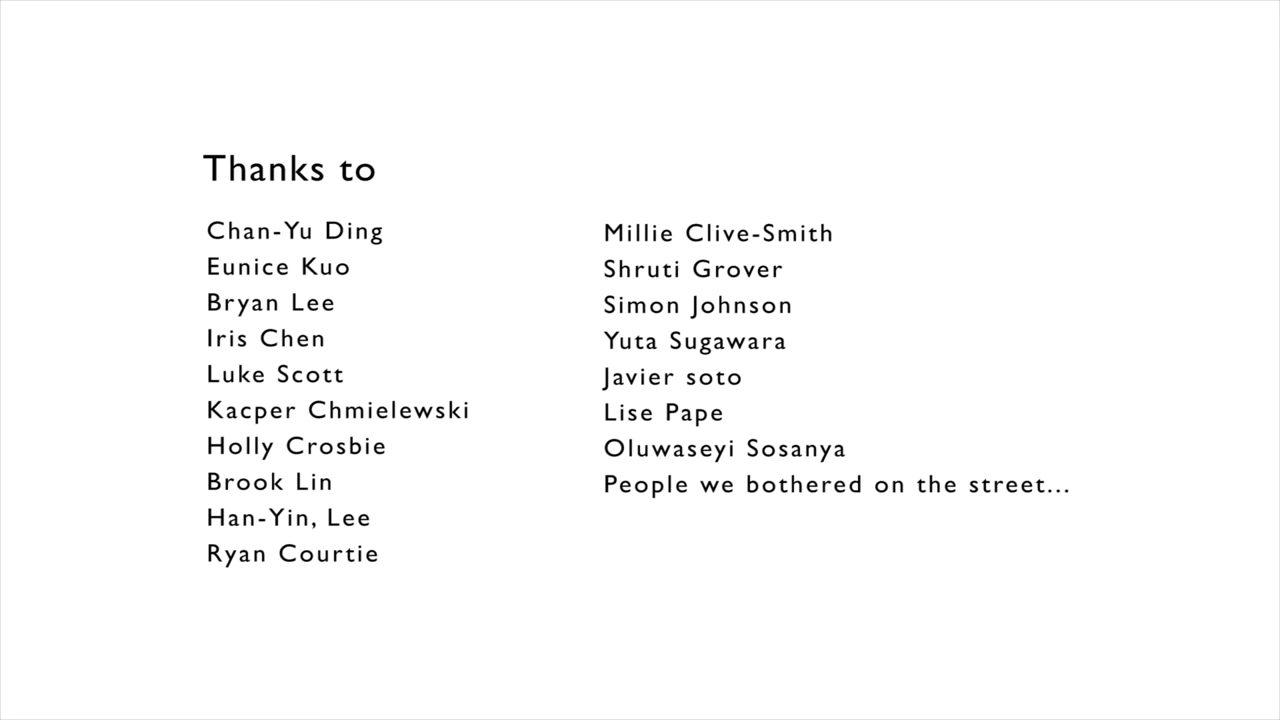 Thanks to
Chan-Yu Ding
Eunice Kuo
Bryan Lee
Iris Chen
Luke Scott
Kacper Chmielewski
Holly Crosbie
Brook Lin
Han-Yin, Lee
Ryan Courtie
Millie Clive-Smith
Shruti Grover
Simon Johnson
Yuta Sugawara
Javier soto
Lise Pape
Oluwaseyi Sosanya
People we bothered on the street...